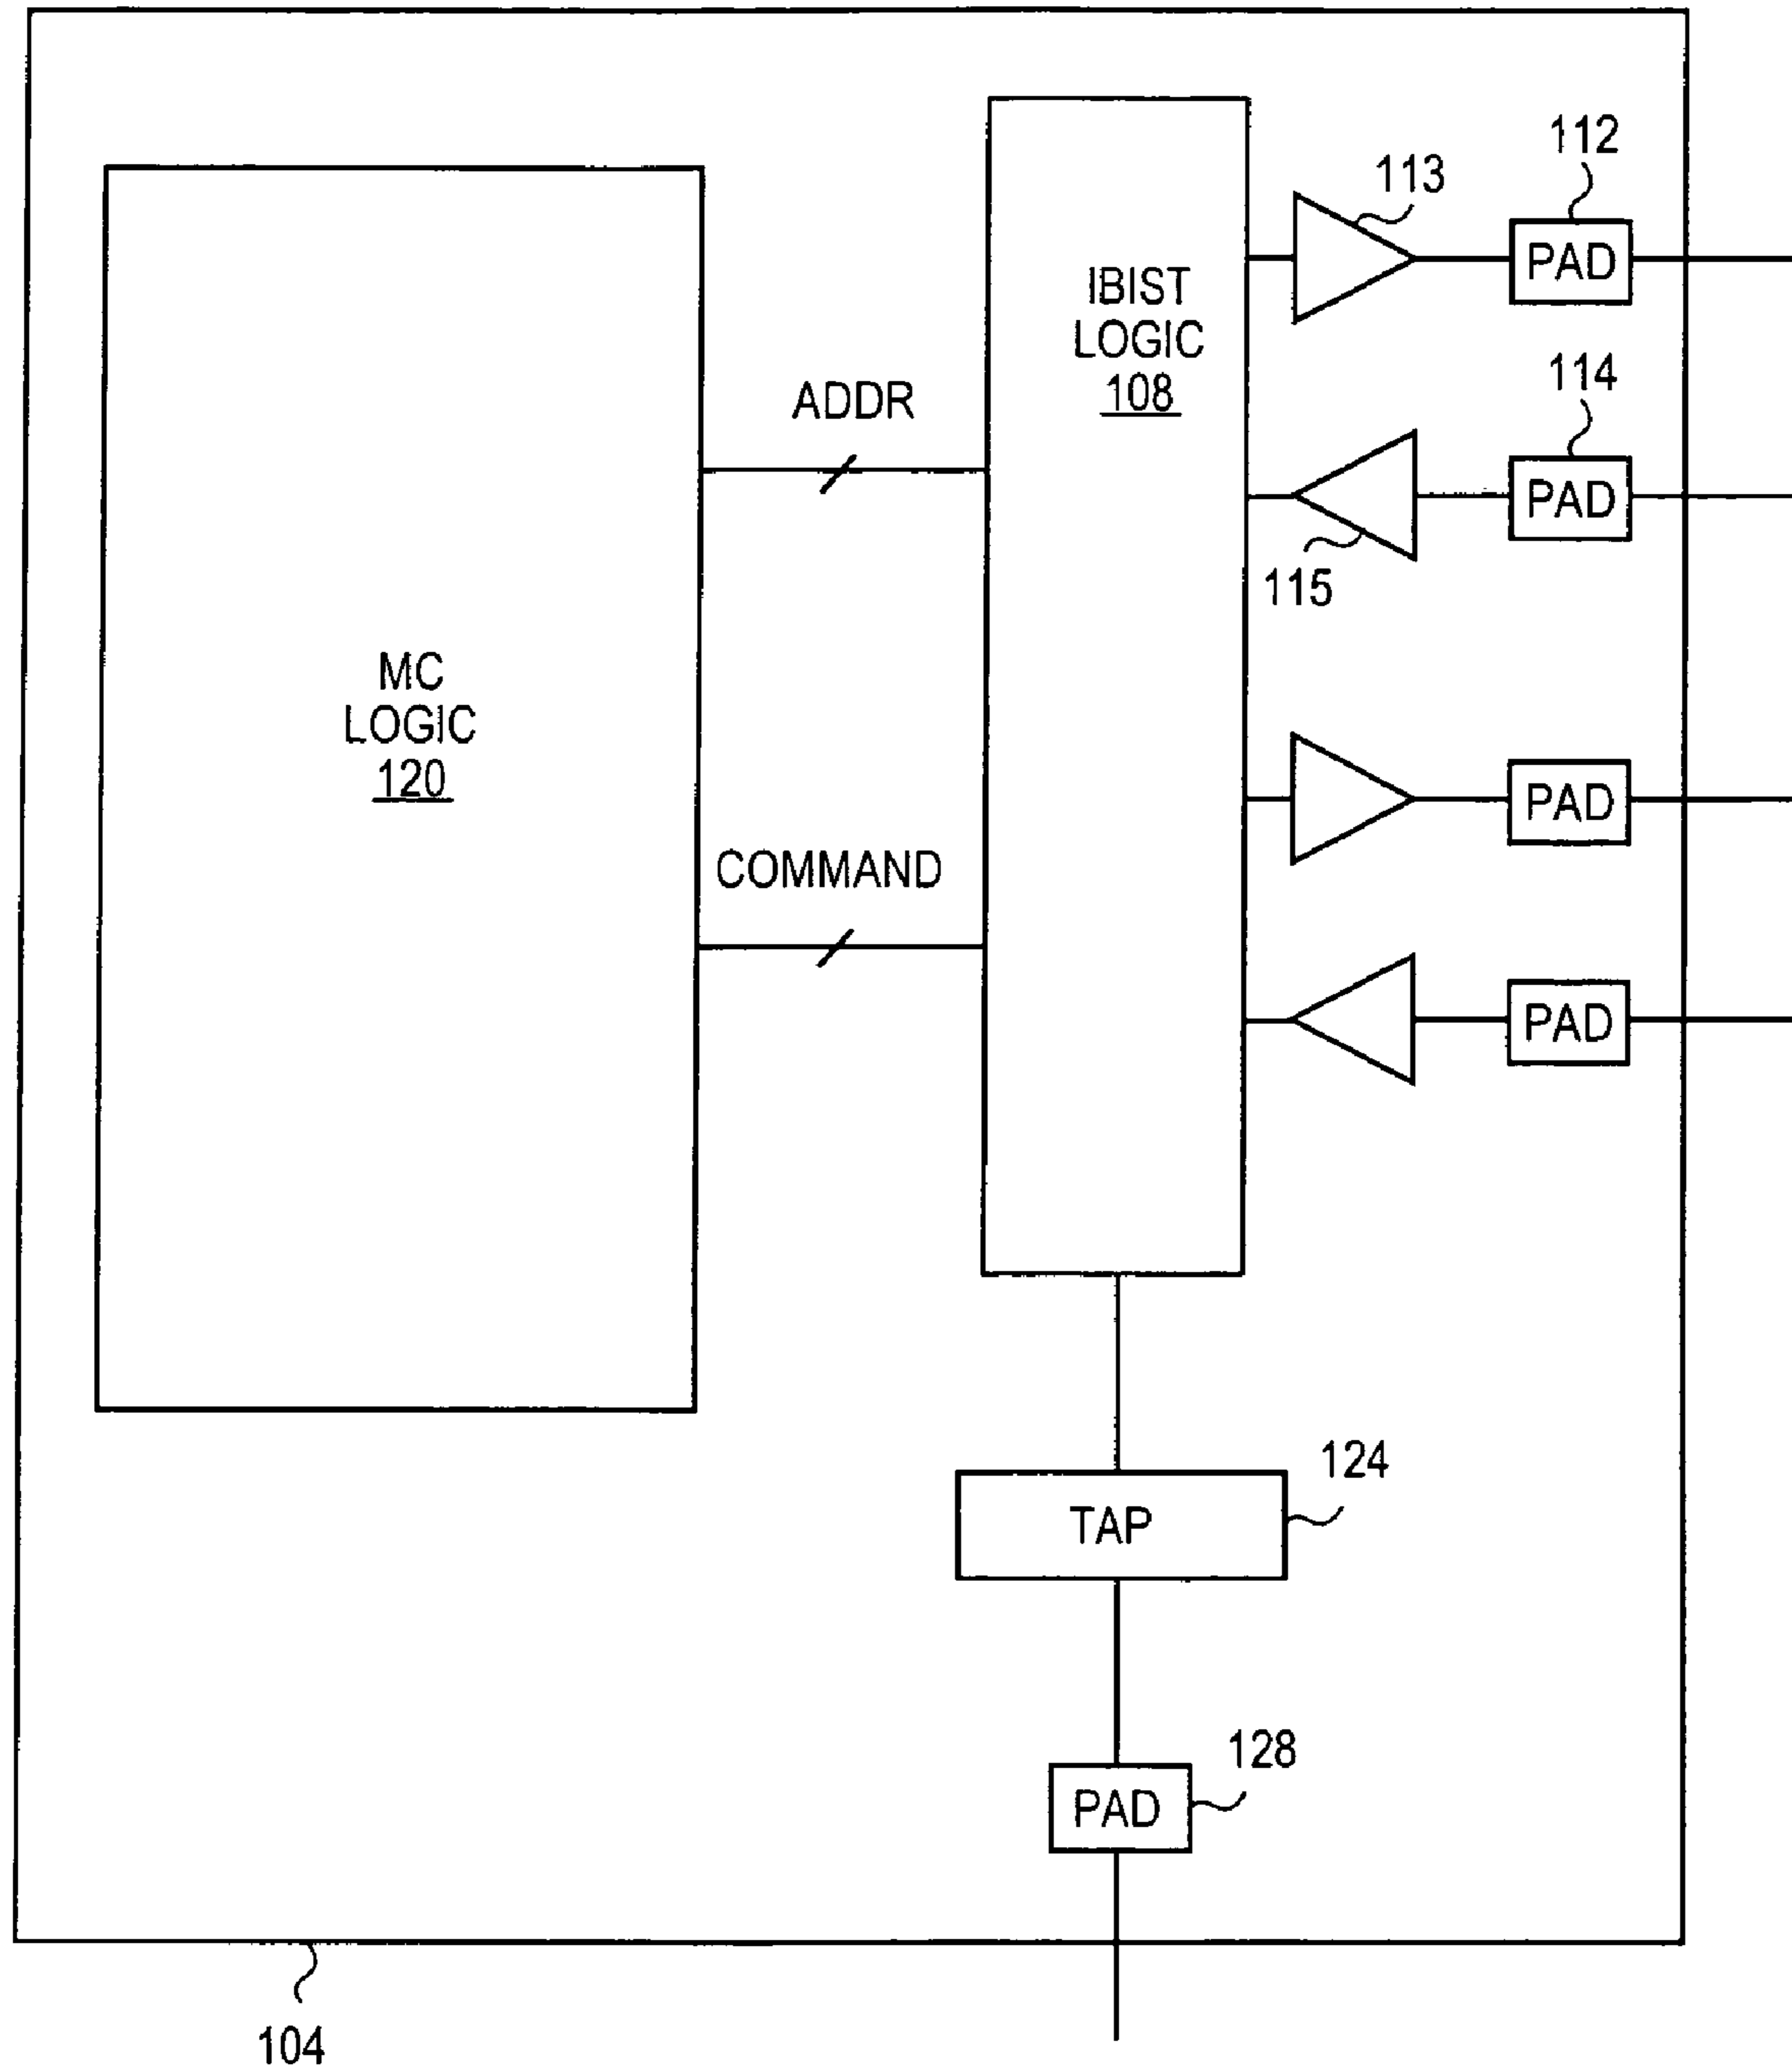 112
113
PAD
IBIST
LOGIC
108
114
ADDR
PAD
115
MC
LOGIC
120
PAD
COMMAND
PAD
124
TAP
128
PAD
104